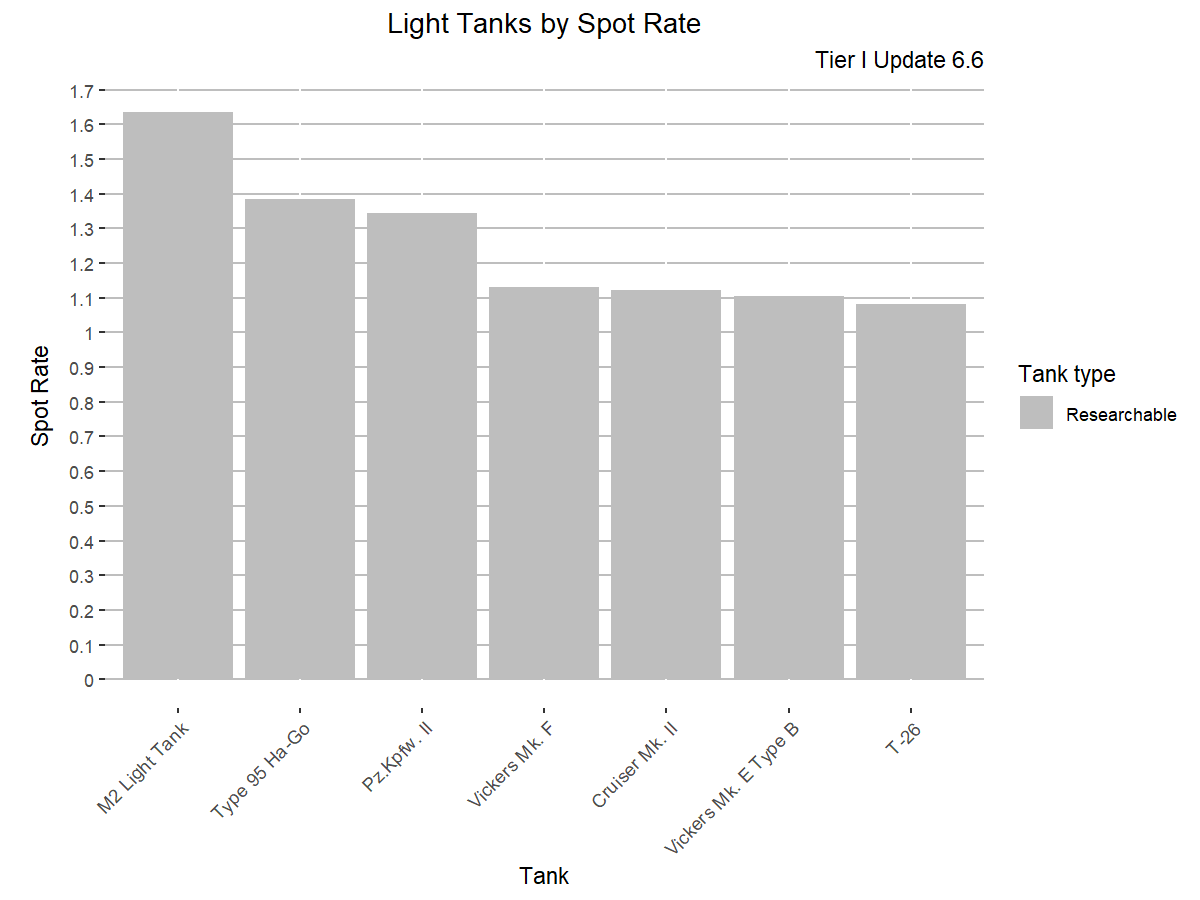 Light Tanks by Spot Rate
Tier I Update 6.6
1.7
1.6
1.5
1.4
1.3
1.2
1.1
1
0.9
0.8
0.7
0.6
0.5
0.4
0.3
0.2
0.1
0
Spot Rate
M2 Light Tank
Type 95 Ha-Go
Pz.Kpfw. II
Vickers Mk. F
Cruiser Mk. II
Vickers Mk. E Type B
T-26
Tank
Tank type
Researchable